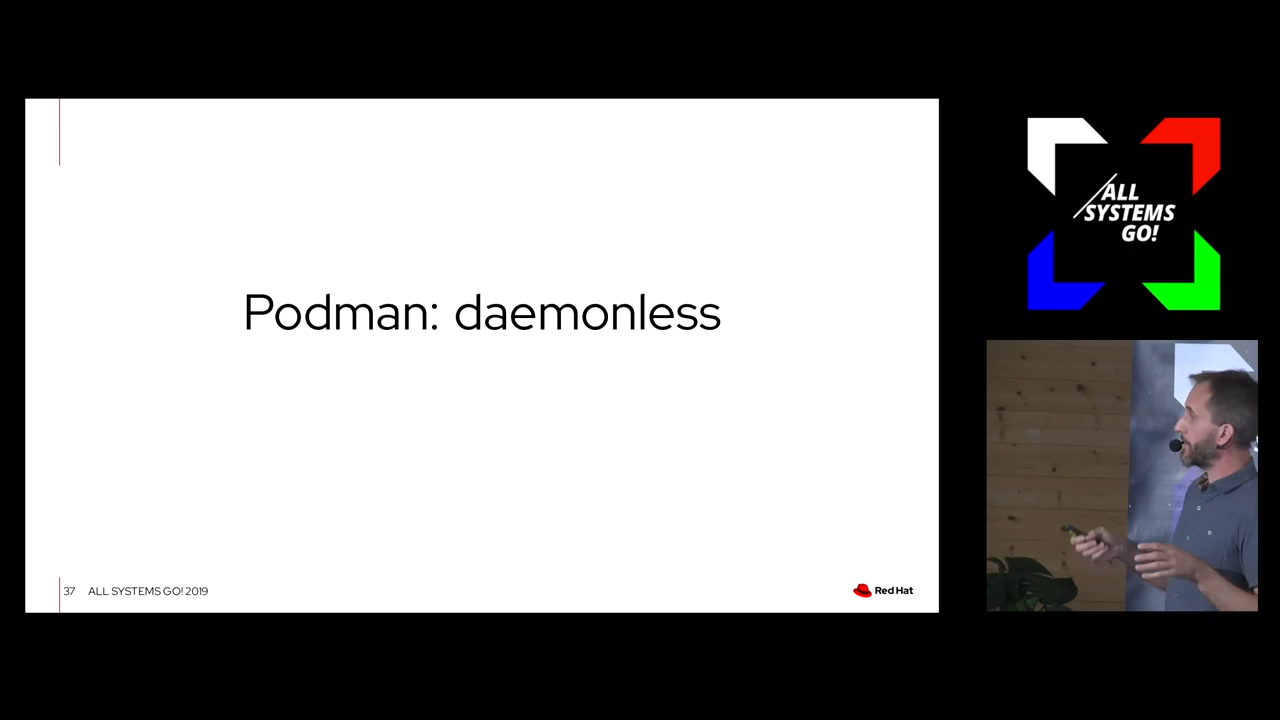 Podman: daemonless
37 ALL SYSTEMS GO! 2019
Red Hat
ALL
SYSTEMS
GO!